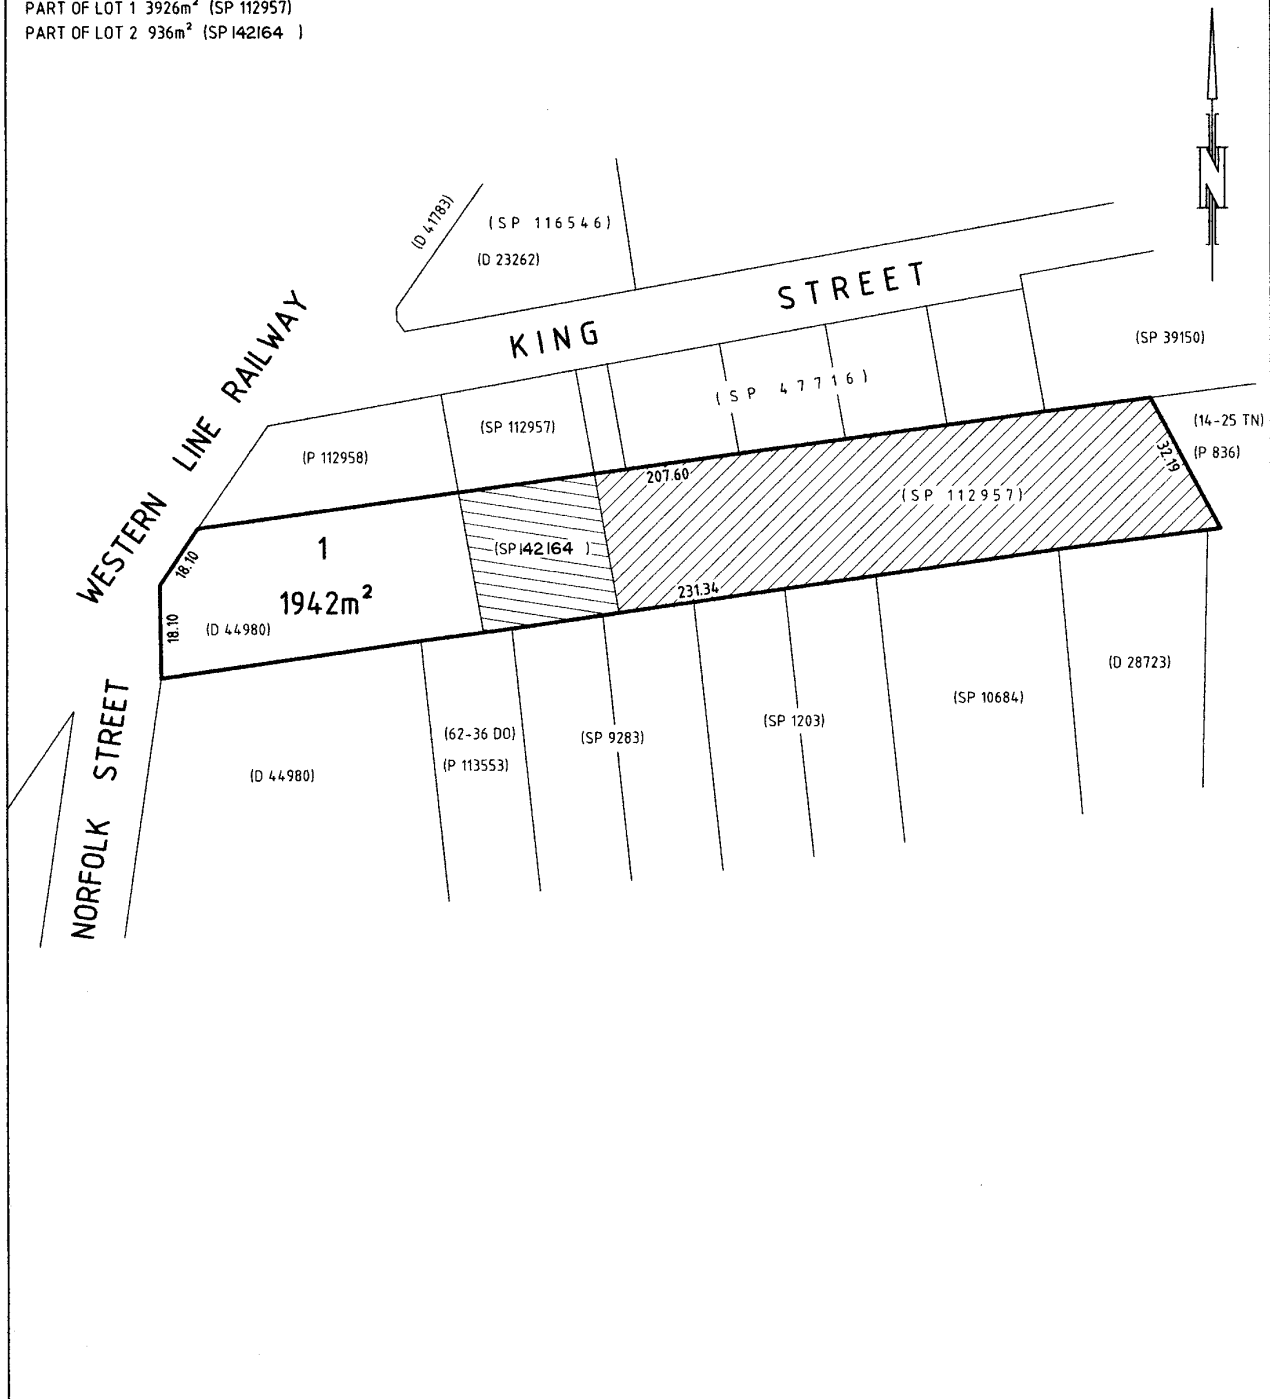 PART OF LOT 1 3926m² (SP 112957)
PART OF LOT 2 936m² (SP 142164 )
N
(D 41783)
(SP 116546)
(D 23262)
KING STREET
WESTERN LINE RAILWAY
(SP 39150)
(SP 47716)
(SP 112957)
(P 112958)
(14-25 TN)
(P 836)
32.19
207.60
(SP 112957)
1
(SP 142164 )
18.10
1942m²
231.34
18.10
(D 44980)
NORFOLK STREET
(D 28723)
(SP 10684)
(SP 1203)
(62-36 DO)
(SP 9283)
(P 113553)
(D 44980)